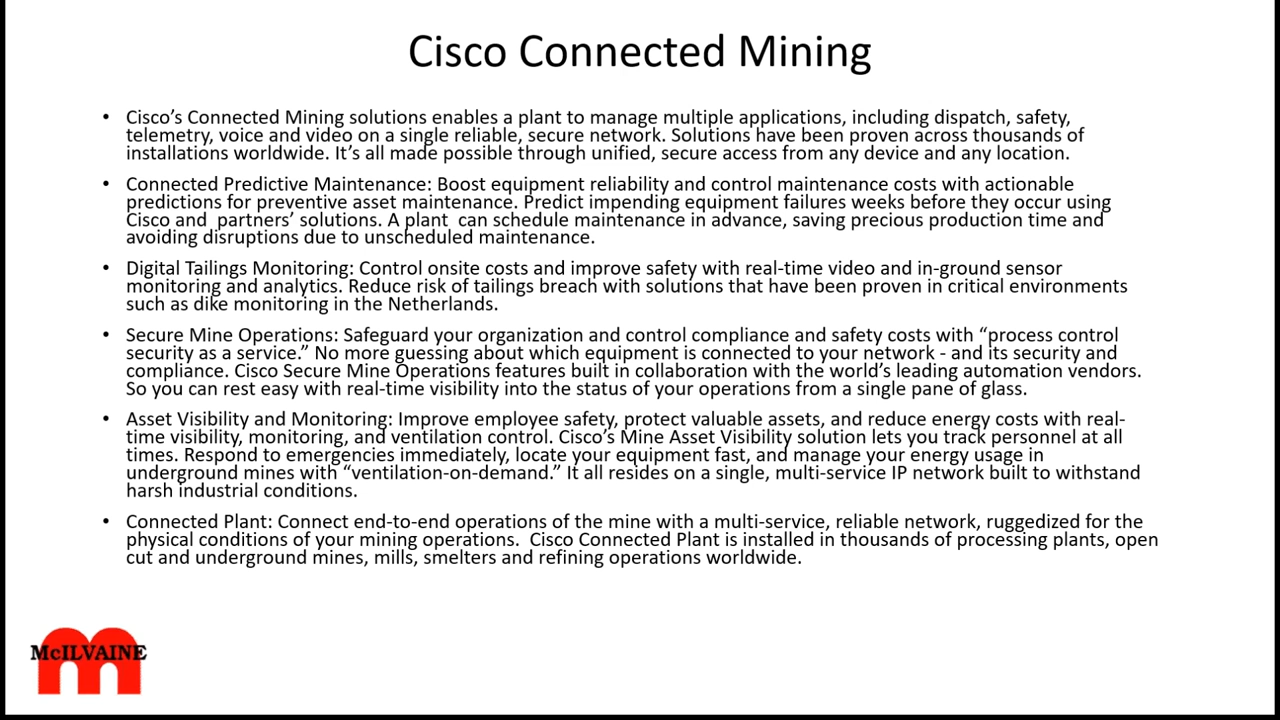 Cisco Connected Mining
• Cisco’s Connected Mining solutions enables a plant to manage multiple applications, including dispatch, safety,
telemetry, voice and video on a single reliable, secure network. Solutions have been proven across thousands of
installations worldwide. It’s all made possible through unified, secure access from any device and any location.
• Connected Predictive Maintenance: Boost equipment reliability and control maintenance costs with actionable
predictions for preventive asset maintenance. Predict impending equipment failures weeks before they occur using
Cisco and  partners’ solutions. A plant  can schedule maintenance in advance, saving precious production time and
avoiding disruptions due to unscheduled maintenance.
• Digital Tailings Monitoring: Control onsite costs and improve safety with real-time video and in-ground sensor
monitoring and analytics. Reduce risk of tailings breach with solutions that have been proven in critical environments
such as dike monitoring in the Netherlands.
• Secure Mine Operations: Safeguard your organization and control compliance and safety costs with “process control
security as a service.” No more guessing about which equipment is connected to your network - and its security and
compliance. Cisco Secure Mine Operations features built in collaboration with the world’s leading automation vendors.
So you can rest easy with real-time visibility into the status of your operations from a single pane of glass.
• Asset Visibility and Monitoring: Improve employee safety, protect valuable assets, and reduce energy costs with real-
time visibility, monitoring, and ventilation control. Cisco’s Mine Asset Visibility solution lets you track personnel at all
times. Respond to emergencies immediately, locate your equipment fast, and manage your energy usage in
underground mines with “ventilation-on-demand.” It all resides on a single, multi-service IP network built to withstand
harsh industrial conditions.
• Connected Plant: Connect end-to-end operations of the mine with a multi-service, reliable network, ruggedized for the
physical conditions of your mining operations.  Cisco Connected Plant is installed in thousands of processing plants, open
cut and underground mines, mills, smelters and refining operations worldwide.
McILVAINE